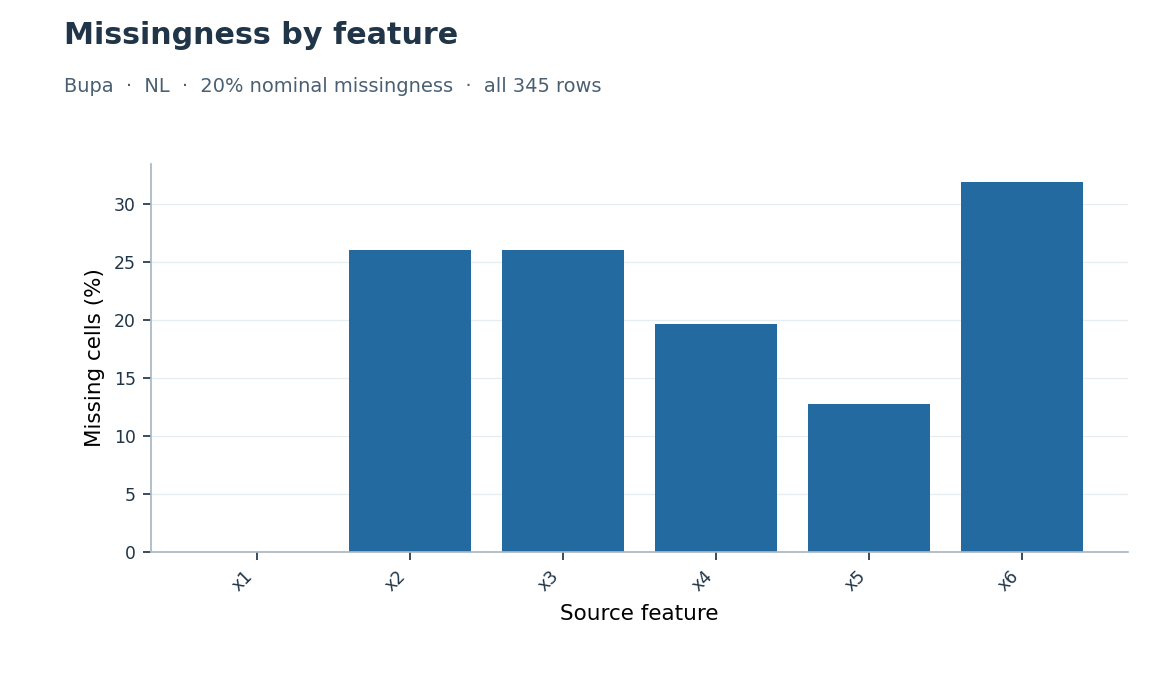 Missingness by feature
Bupa · NL · 20% nominal missingness · all 345 rows
Missing cells (%)
30
25
20
15
10
5
0
x1 x2 x3 x4 x5 x6
Source feature